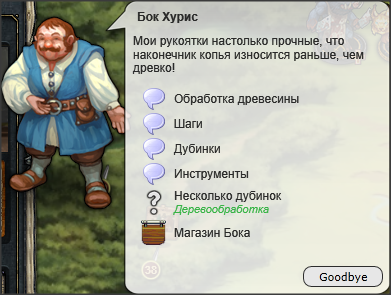 Бок Хурис
Мои рукоятки настолько прочные, что
наконечник копья износится раньше, чем
древко!
Обработка древесины
Шаги
Дубинки
Инструменты
Несколько дубинок
Деревообработка
Магазин Бока
38
Goodbye